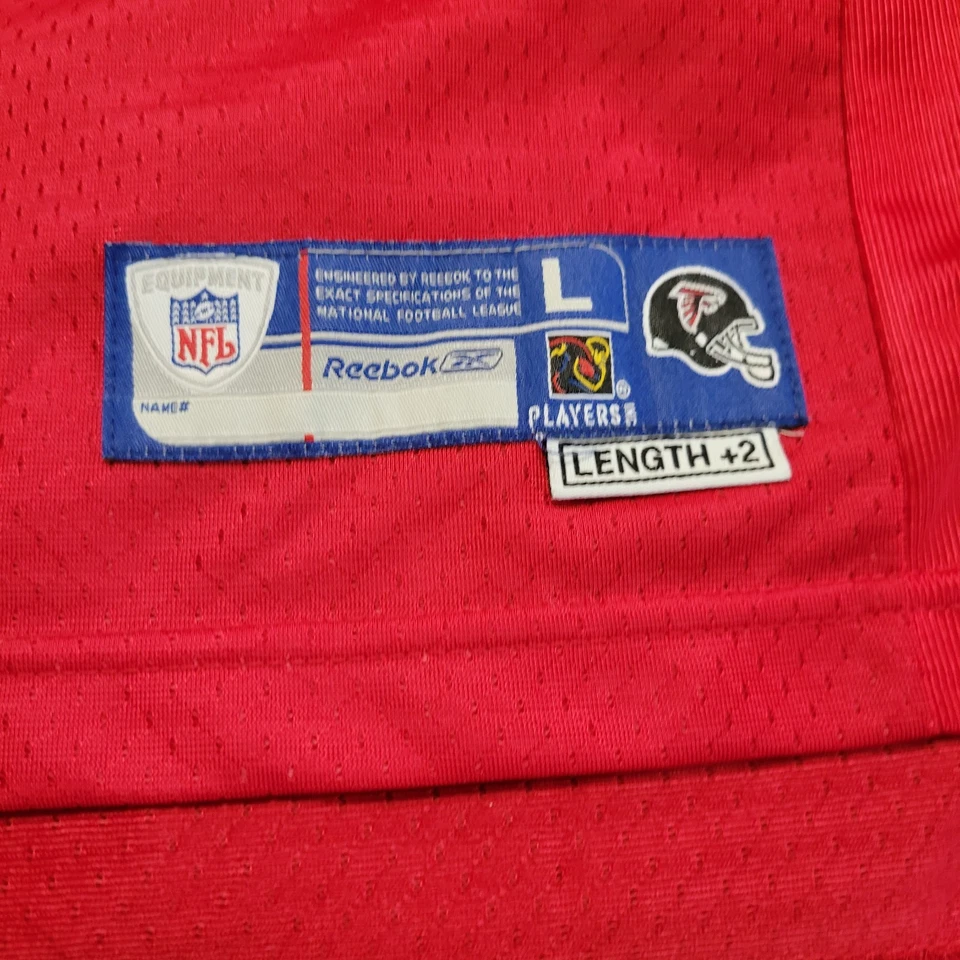 EQUIPMENT
NFL
ENGINEERED BY REEBOK TO THE
EXACT SPECIFICATIONS OF THE
NATIONAL FOOTBALL LEAGUE
Reebok
NAME#
L
PLAYERS INC
®
LENGTH +2